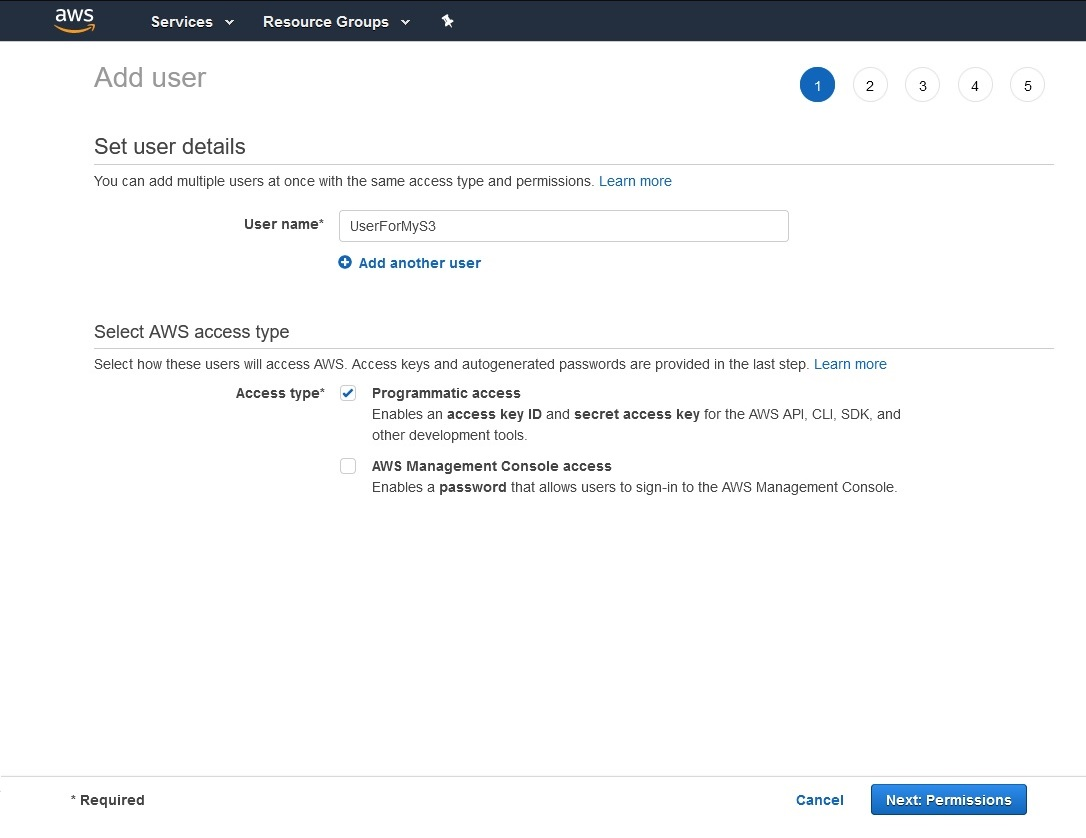 aws Services Resource Groups
Add user
1 2 3 4 5
Set user details
You can add multiple users at once with the same access type and permissions. Learn more
User name* UserForMyS3
Add another user
Select AWS access type
Select how these users will access AWS. Access keys and autogenerated passwords are provided in the last step. Learn more
Access type* Programmatic access
Enables an access key ID and secret access key for the AWS API, CLI, SDK, and
other development tools.
AWS Management Console access
Enables a password that allows users to sign-in to the AWS Management Console.
* Required Cancel Next: Permissions